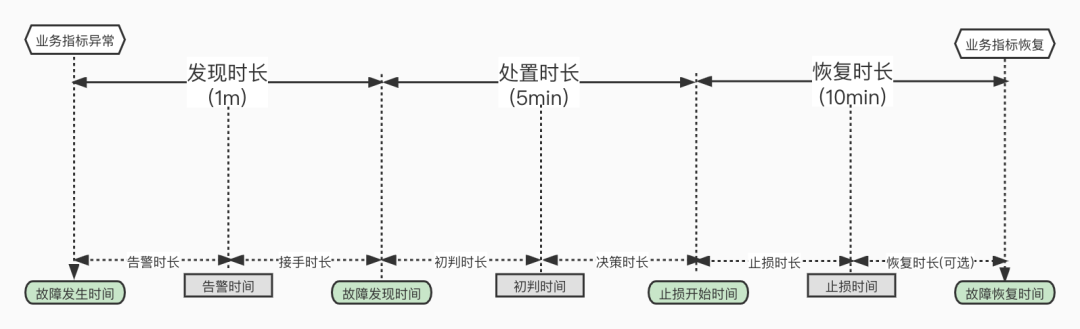 业务指标异常
业务指标恢复
发现时长
(1m)
处置时长
(5min)
恢复时长
(10min)
告警时长
接手时长
初判时长
决策时长
止损时长
恢复时长(可选)
故障发生时间
告警时间
故障发现时间
初判时间
止损开始时间
止损时间
故障恢复时间